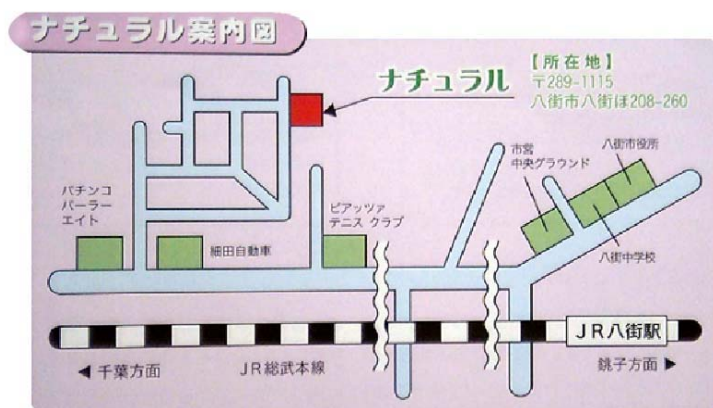 ナチュラル案内図
ナチュラル
【所在地】
〒289-1115
八街市八街ほ208-260
市営
中央グラウンド
八街市役所
パチンコ
パーラー
エイト
細田自動車
ピアッツァ
テニス クラブ
八街中学校
JR八街駅
◀ 千葉方面
JR総武本線
銚子方面 ▶